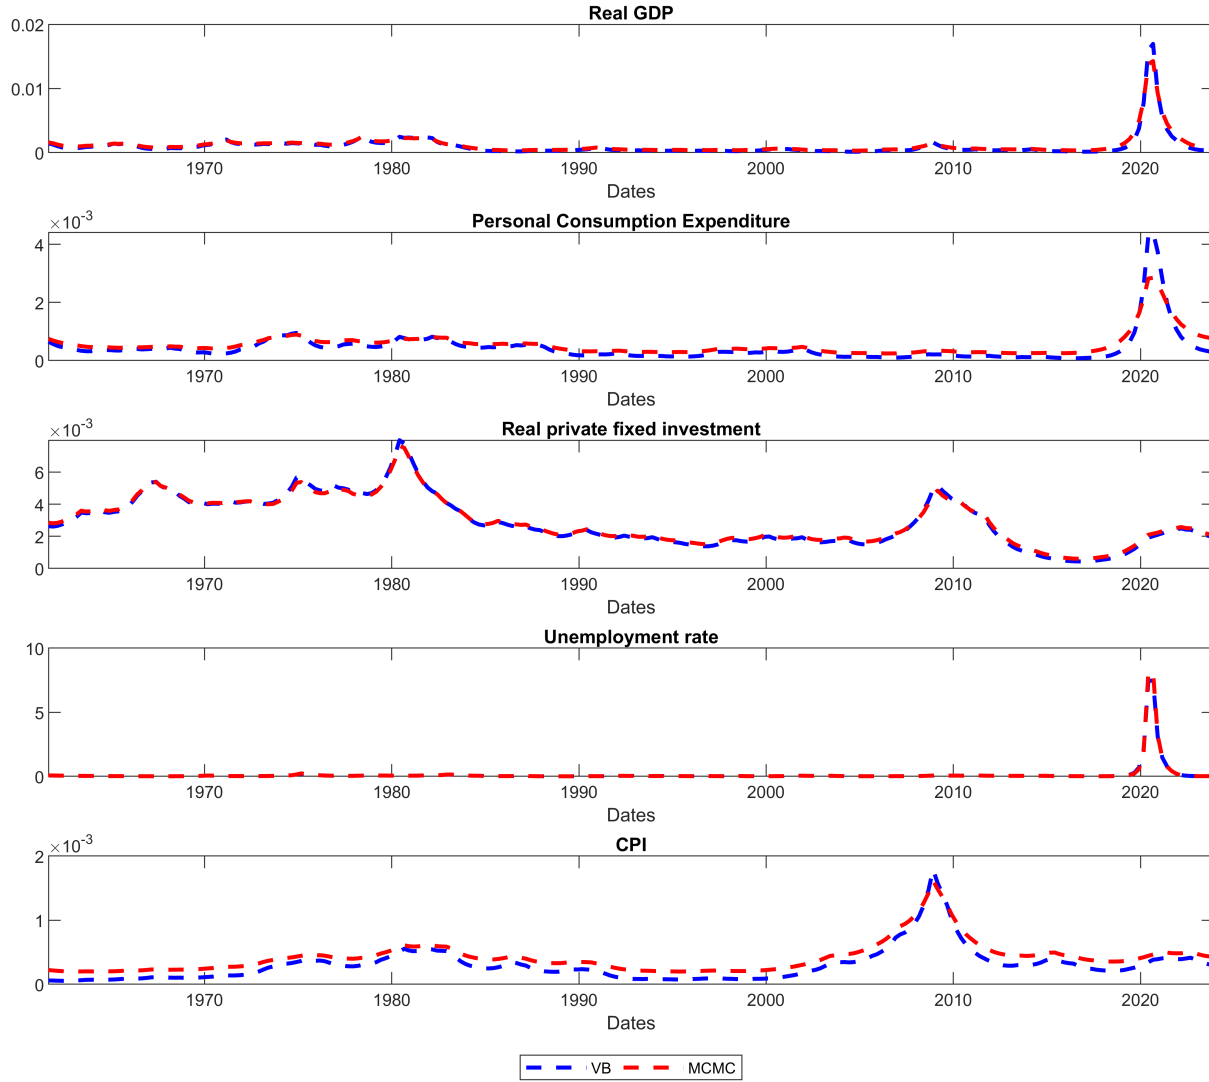 Real GDP
0.02
0.01
0
1970 1980 1990 2000 2010 2020
Dates
×10⁻³ Personal Consumption Expenditure
4
2
0
1970 1980 1990 2000 2010 2020
Dates
×10⁻³ Real private fixed investment
6
4
2
0
1970 1980 1990 2000 2010 2020
Dates
Unemployment rate
10
5
0
1970 1980 1990 2000 2010 2020
Dates
×10⁻³ CPI
2
1
0
1970 1980 1990 2000 2010 2020
Dates
VB MCMC